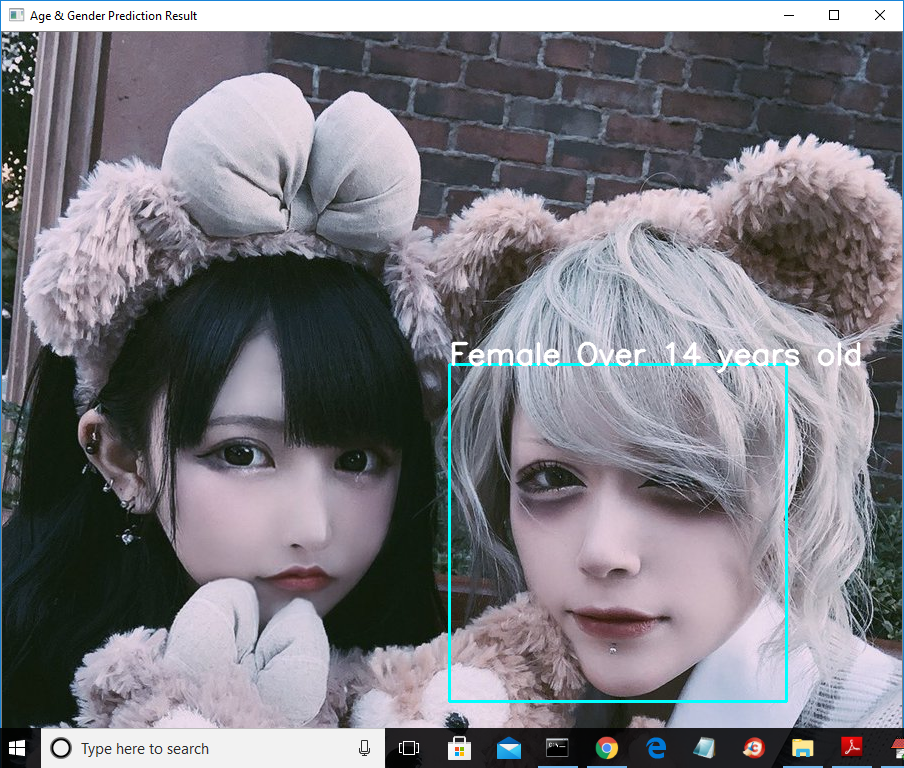 Age & Gender Prediction Result
Female Over 14 years old
Type here to search